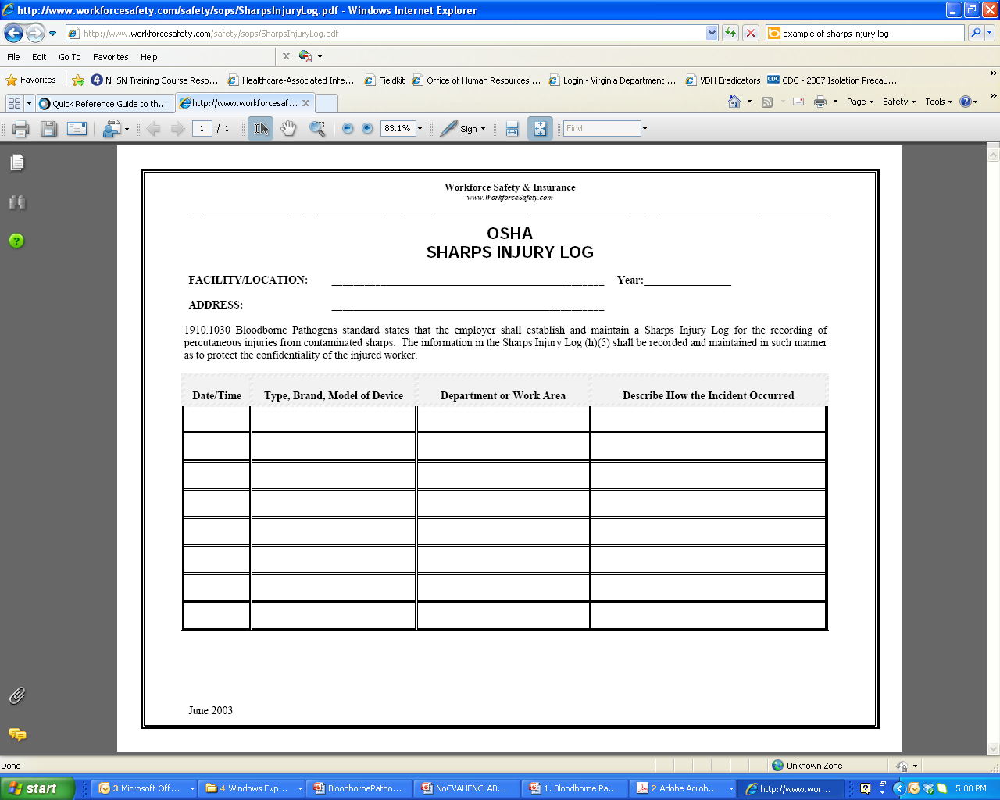 http://www.workforcesafety.com/safety/sops/SharpsInjuryLog.pdf - Windows Internet Explorer
http://www.workforcesafety.com/safety/sops/SharpsInjuryLog.pdf
example of sharps injury log
File Edit Go To Favorites Help
Favorites NHSN Training Course Reso... Healthcare-Associated Infe... Fieldkit Office of Human Resources ... Login - Virginia Department ... VDH Eradicators CDC CDC - 2007 Isolation Precau...
Quick Reference Guide to th... http://www.workforcesaf... Page Safety Tools
1 / 1 83.1% Sign Find
Workforce Safety & Insurance
www.WorkforceSafety.com
OSHA
SHARPS INJURY LOG
FACILITY/LOCATION: Year:
ADDRESS:
1910.1030 Bloodborne Pathogens standard states that the employer shall establish and maintain a Sharps Injury Log for the recording of
percutaneous injuries from contaminated sharps. The information in the Sharps Injury Log (h)(5) shall be recorded and maintained in such manner
as to protect the confidentiality of the injured worker.
Date/Time Type, Brand, Model of Device Department or Work Area Describe How the Incident Occurred
June 2003
Done Unknown Zone
start 3 Microsoft Off... 4 Windows Exp... BloodbornePatho... NoCVAHENCLAB... 1. Bloodborne Pa... 2 Adobe Acrob... http://www.wor... 5:00 PM